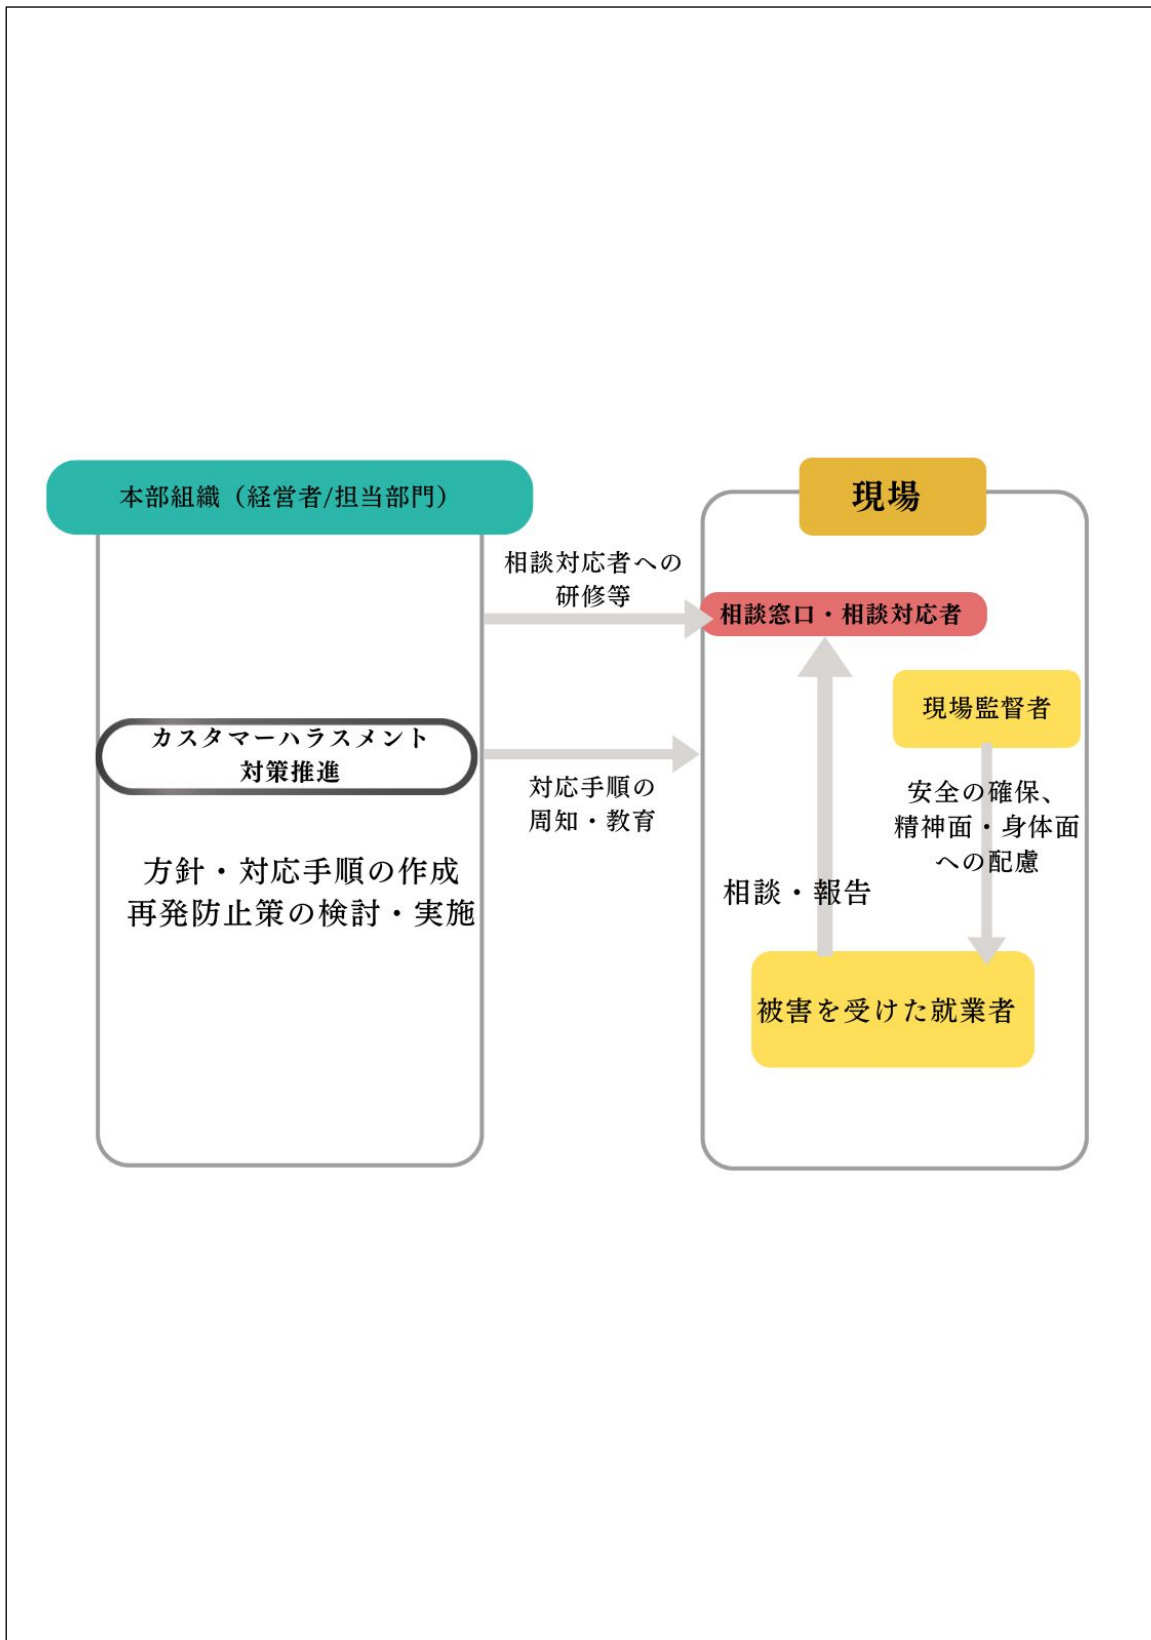 本部組織（経営者/担当部門）
カスタマーハラスメント
対策推進
方針・対応手順の作成
再発防止策の検討・実施
相談対応者への
研修等
対応手順の
周知・教育
現場
相談窓口・相談対応者
現場監督者
安全の確保、
精神面・身体面
への配慮
相談・報告
被害を受けた就業者